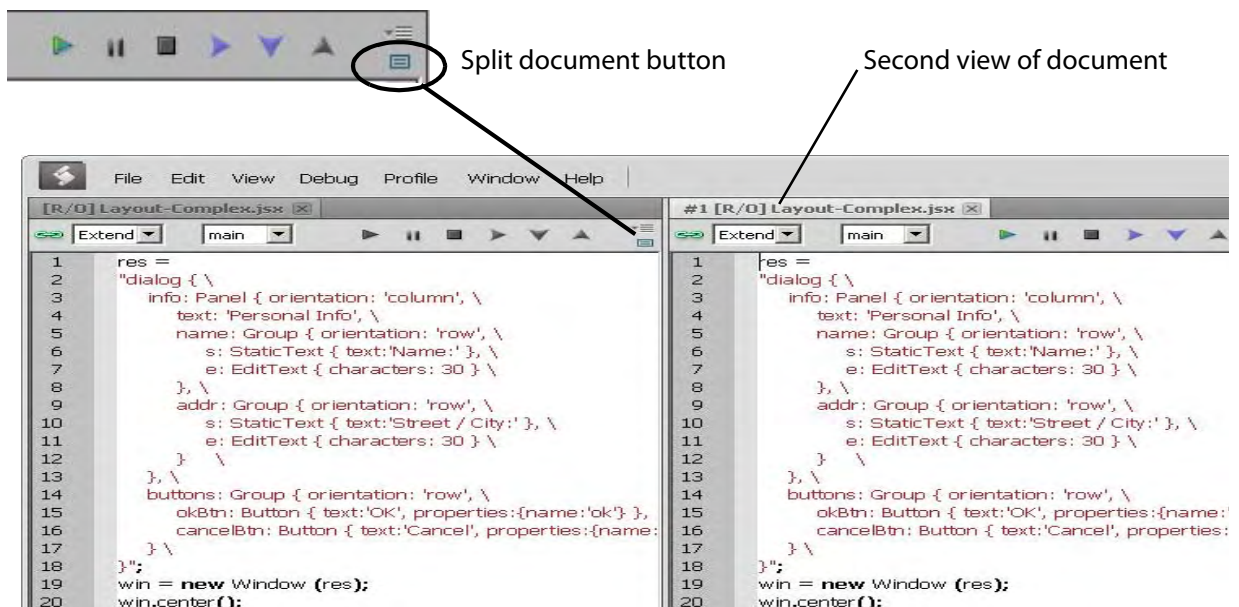 Split document button
Second view of document
File Edit View Debug Profile Window Help
[R/O] Layout-Complex.jsx
Extend main
1 res =
2 "dialog { \
3 info: Panel { orientation: 'column', \
4 text: 'Personal Info', \
5 name: Group { orientation: 'row', \
6 s: StaticText { text:'Name:' }, \
7 e: EditText { characters: 30 } \
8 }, \
9 addr: Group { orientation: 'row', \
10 s: StaticText { text:'Street / City:' }, \
11 e: EditText { characters: 30 } \
12 } \
13 }, \
14 buttons: Group { orientation: 'row', \
15 okBtn: Button { text:'OK', properties:{name:'ok'} },
16 cancelBtn: Button { text:'Cancel', properties:{name:
17 } \
18 }";
19 win = new Window (res);
20 win.center();
#1 [R/O] Layout-Complex.jsx
Extend main
1 res =
2 "dialog { \
3 info: Panel { orientation: 'column', \
4 text: 'Personal Info', \
5 name: Group { orientation: 'row', \
6 s: StaticText { text:'Name:' }, \
7 e: EditText { characters: 30 } \
8 }, \
9 addr: Group { orientation: 'row', \
10 s: StaticText { text:'Street / City:' }, \
11 e: EditText { characters: 30 } \
12 } \
13 }, \
14 buttons: Group { orientation: 'row', \
15 okBtn: Button { text:'OK', properties:{name:'
16 cancelBtn: Button { text:'Cancel', properties:
17 } \
18 }";
19 win = new Window (res);
20 win.center();